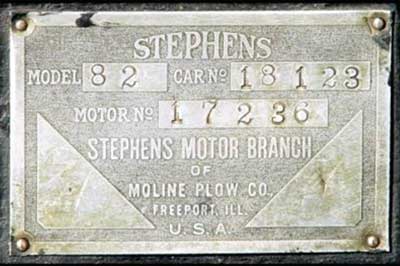 STEPHENS
MODEL 82 CAR Nº 18123
MOTOR Nº 17236
STEPHENS MOTOR BRANCH
OF
MOLINE PLOW CO.
FREEPORT, ILL.
U.S.A.